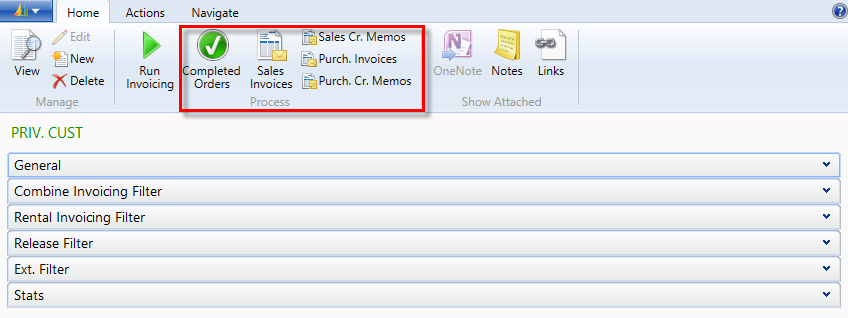 Home Actions Navigate
View
Edit
New
Delete
Manage
Run
Invoicing
Completed
Orders
Sales
Invoices
Sales Cr. Memos
Purch. Invoices
Purch. Cr. Memos
Process
OneNote
Notes
Links
Show Attached
PRIV. CUST
General
Combine Invoicing Filter
Rental Invoicing Filter
Release Filter
Ext. Filter
Stats